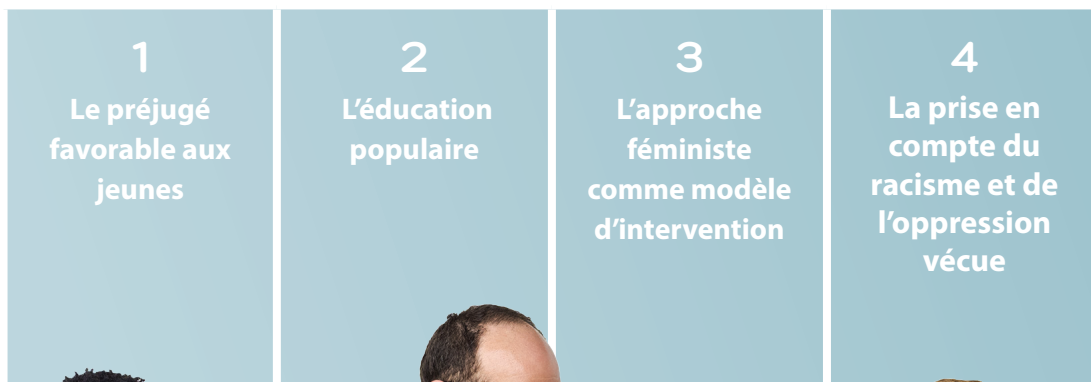 1
Le préjugé
favorable aux
jeunes
2
L’éducation
populaire
3
L’approche
féministe
comme modèle
d’intervention
4
La prise en
compte du
racisme et de
l’oppression
vécue